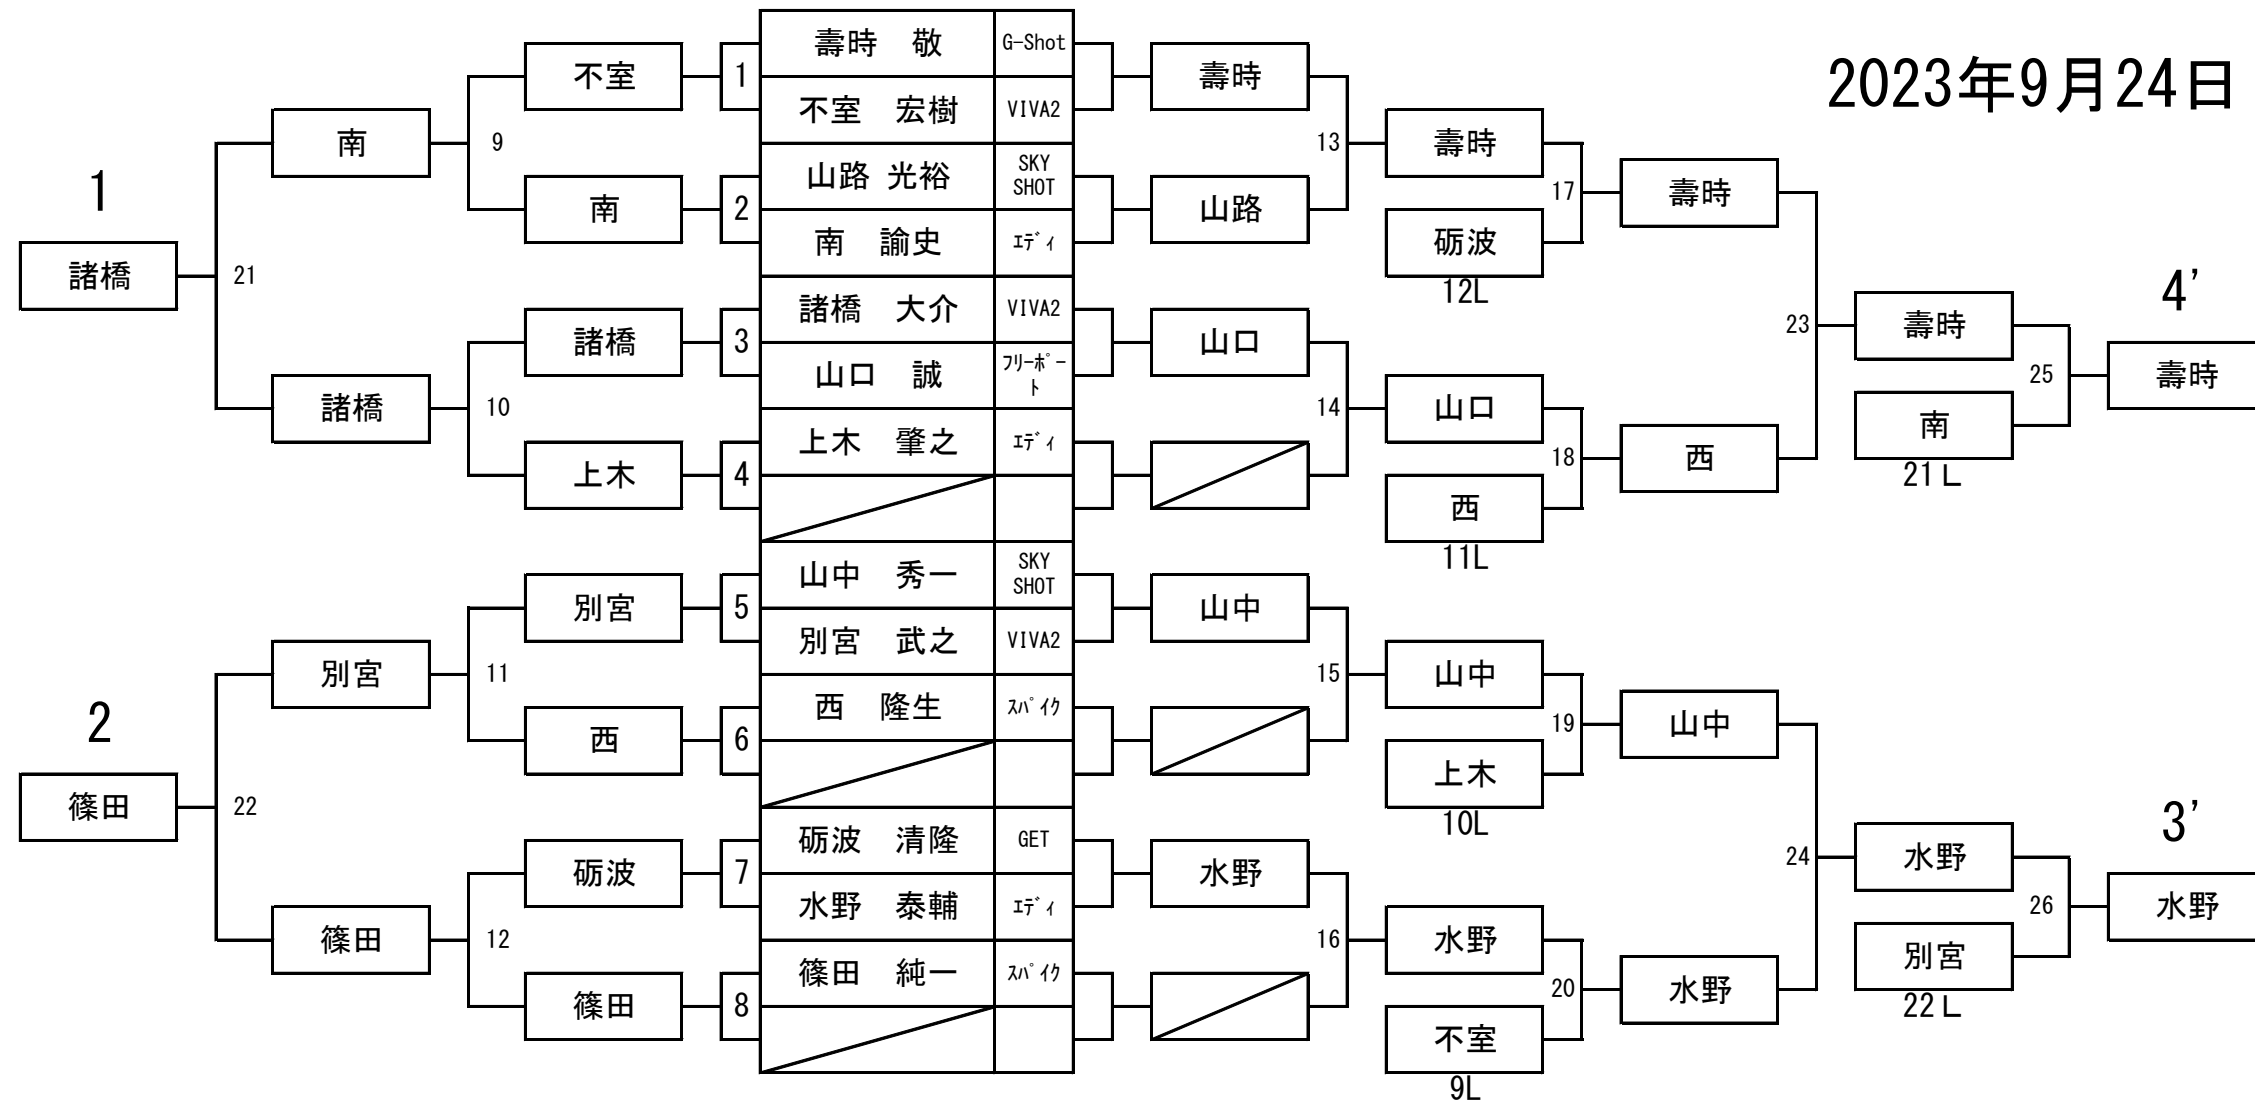 2023年9月24日
壽時　敬 G-Shot
不室 1 壽時
不室　宏樹 VIVA2
南 9 13 壽時
山路 光裕 SKY SHOT
1 17 壽時
南 2 山路
南　諭史 ｴﾃﾞｨ 砺波
諸橋 21 12L 4'
諸橋　大介 VIVA2
諸橋 3 山口 23 壽時
山口　誠 ﾌﾘｰﾎﾟｰﾄ 25 壽時
諸橋 10 14 山口 南
上木　肇之 ｴﾃﾞｨ 18 西 21L
上木 4 西
11L
山中　秀一 SKY SHOT
別宮 5 山中
別宮　武之 VIVA2
別宮 11 15 山中
西　隆生 ｽﾊﾟｲｸ
2 19 山中
西 6 上木
篠田 22 10L 3'
砺波　清隆 GET
砺波 7 水野 24 水野
水野　泰輔 ｴﾃﾞｨ 26 水野
篠田 12 16 水野 別宮
篠田　純一 ｽﾊﾟｲｸ 20 水野 22L
篠田 8 不室
9L